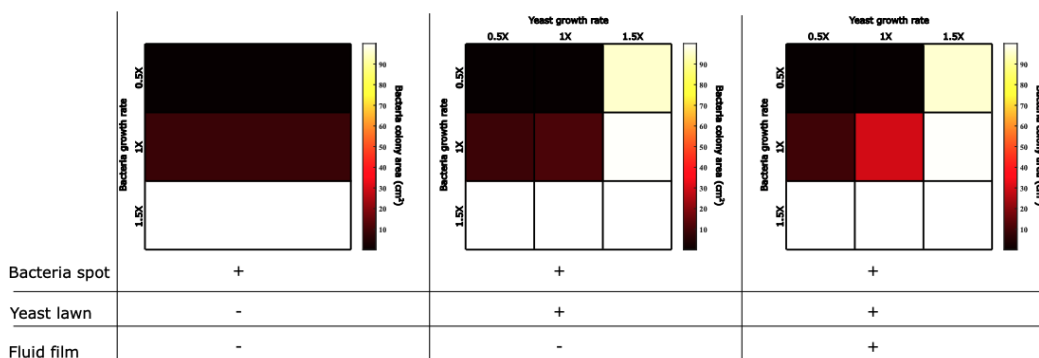 90
80
70
60
50
40
30
20
10
Bacteria colony area (cm²)
0.5X
1X
1.5X
Bacteria growth rate
Yeast growth rate
0.5X 1X 1.5X
90
80
70
60
50
40
30
20
10
Bacteria colony area (cm²)
0.5X
1X
1.5X
Bacteria growth rate
Yeast growth rate
0.5X 1X 1.5X
90
80
70
60
50
40
30
20
10
Bacteria colony area (cm²)
0.5X
1X
1.5X
Bacteria growth rate
Bacteria spot + + +
Yeast lawn - + +
Fluid film - - +